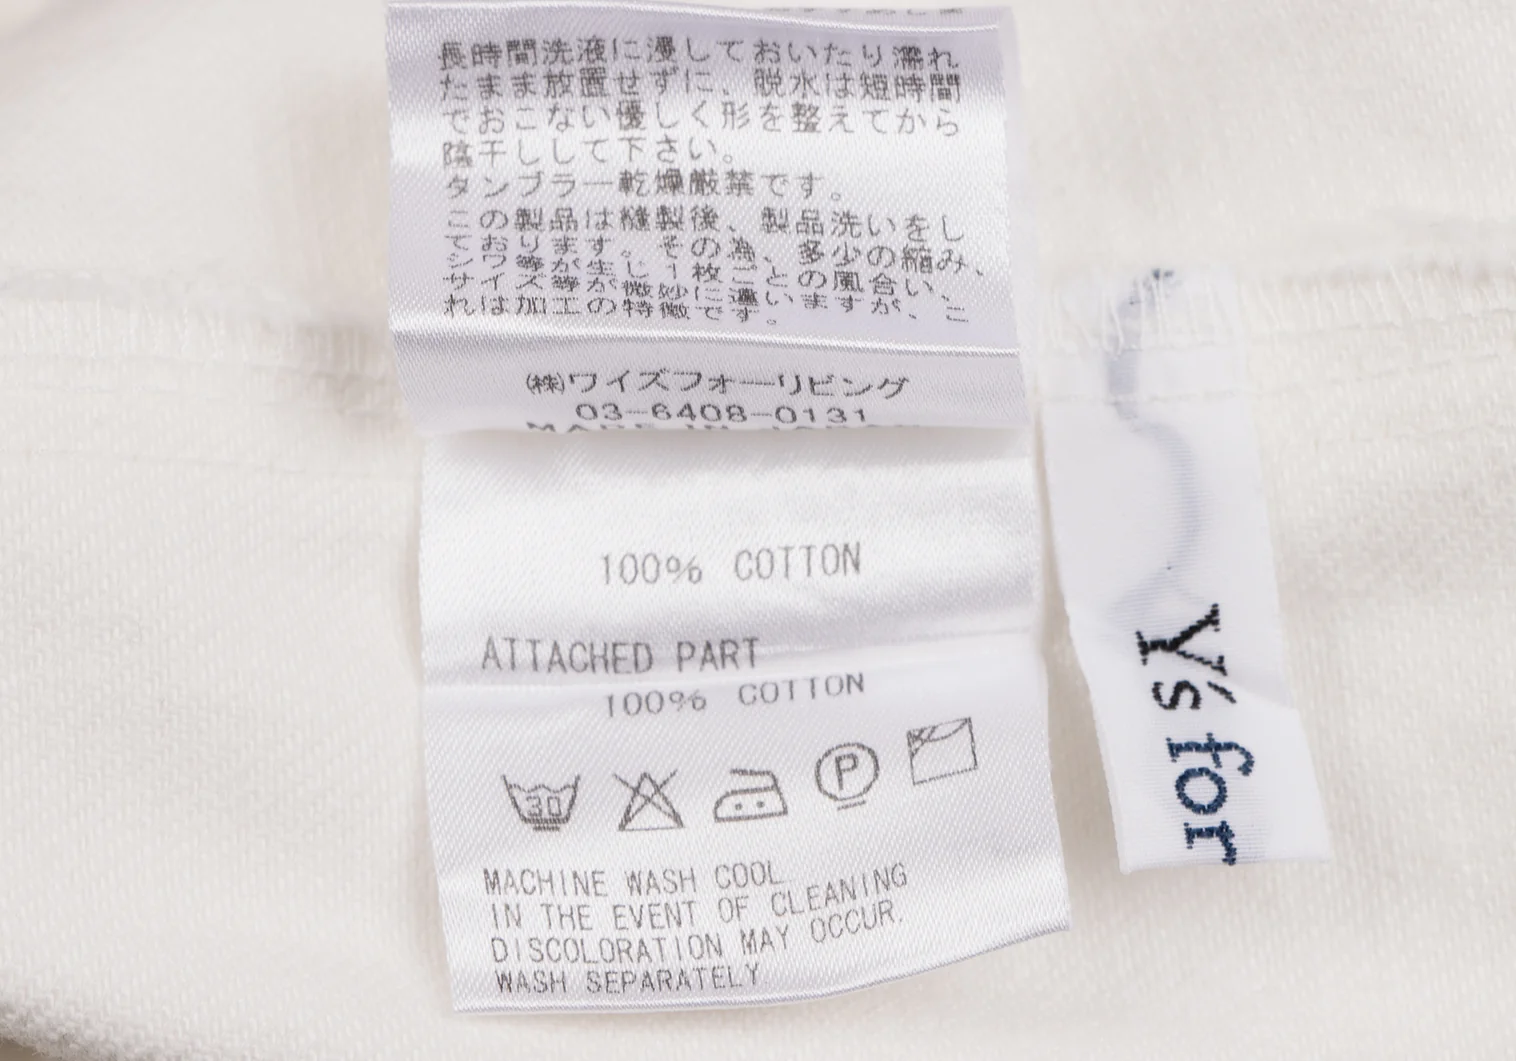 長時間洗液に浸しておいたり濡れ
たまま放置せずに、脱水は短時間
でおこない優しく形を整えてから
陰干しして下さい。
タンブラー乾燥厳禁です。
この製品は縫製後、製品洗いをし
ております。その為、多少の縮み、
シワ等が生じ1枚ごとの風合い、
サイズ等が微妙に違いますが、こ
れは加工の特徴です。
㈱ワイズフォーリビング
03-6408-0131
MADE IN JAPAN
100% COTTON
ATTACHED PART
100% COTTON
30 P
MACHINE WASH COOL
IN THE EVENT OF CLEANING
DISCOLORATION MAY OCCUR.
WASH SEPARATELY
Y's for